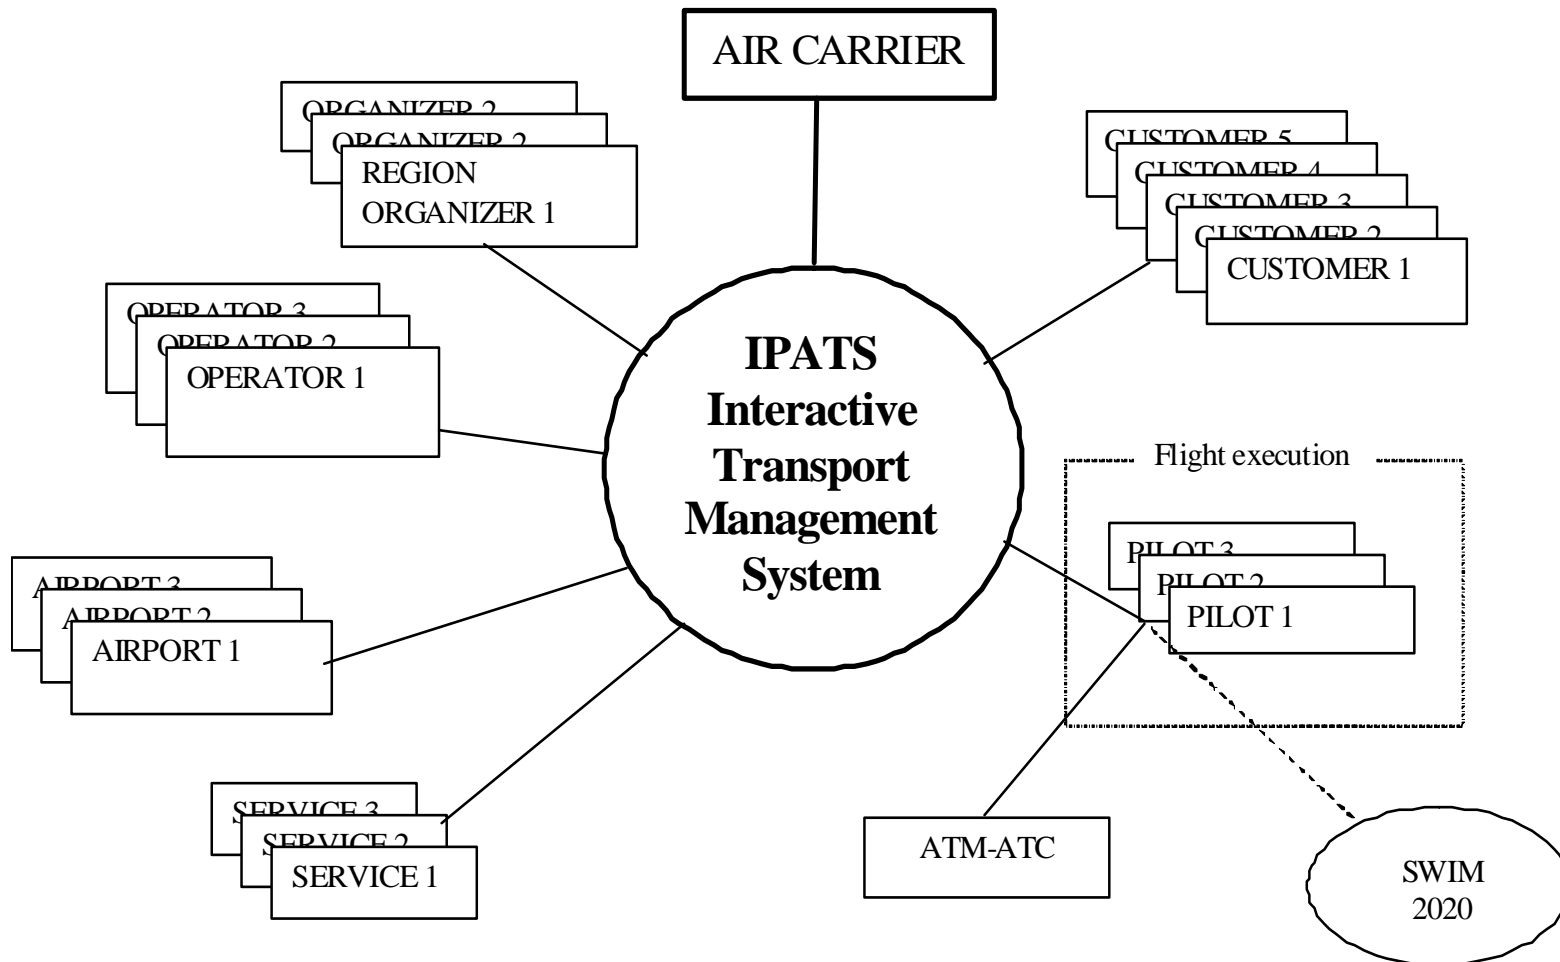 AIR CARRIER
ORGANIZER 2
ORGANIZER 2
REGION
ORGANIZER 1
CUSTOMER 5
CUSTOMER 4
CUSTOMER 3
CUSTOMER 2
CUSTOMER 1
OPERATOR 3
OPERATOR 2
OPERATOR 1
IPATS
Interactive
Transport
Management
System
Flight execution
PILOT 3
PILOT 2
PILOT 1
AIRPORT 3
AIRPORT 2
AIRPORT 1
SERVICE 3
SERVICE 2
SERVICE 1
ATM-ATC
SWIM
2020